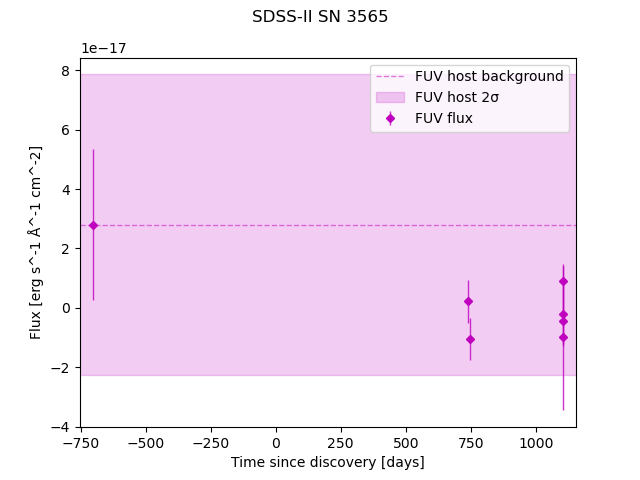 SDSS-II SN 3565
1e−17
FUV host background
FUV host 2σ
FUV flux
8
6
4
2
0
−2
−4
Flux [erg s^-1 Å^-1 cm^-2]
−750 −500 −250 0 250 500 750 1000
Time since discovery [days]